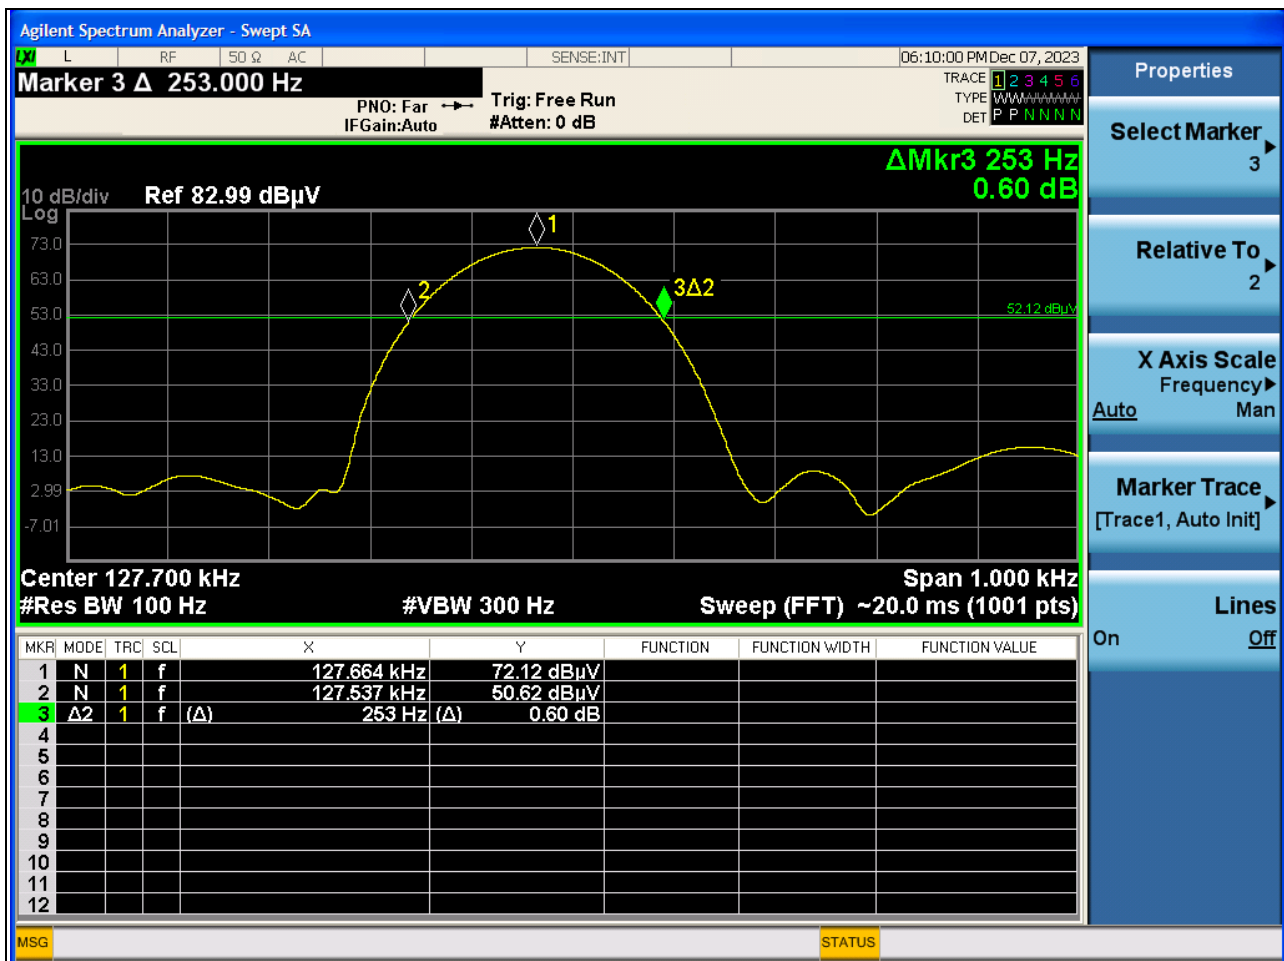 Agilent Spectrum Analyzer - Swept SA
LXI L RF 50 Ω AC SENSE:INT 06:10:00 PM Dec 07, 2023
Marker 3 Δ 253.000 Hz
PNO: Far
IFGain:Auto
Trig: Free Run
#Atten: 0 dB
TRACE 1 2 3 4 5 6
TYPE WWWWWW
DET P P N N N N
ΔMkr3 253 Hz
0.60 dB
10 dB/div Ref 82.99 dBµV
Log
73.0
63.0
53.0
43.0
33.0
23.0
13.0
2.99
-7.01
1
2
3Δ2
52.12 dBµV
Center 127.700 kHz Span 1.000 kHz
#Res BW 100 Hz #VBW 300 Hz Sweep (FFT) ~20.0 ms (1001 pts)
MKR MODE TRC SCL X Y FUNCTION FUNCTION WIDTH FUNCTION VALUE
1 N 1 f 127.664 kHz 72.12 dBµV
2 N 1 f 127.537 kHz 50.62 dBµV
3 Δ2 1 f (Δ) 253 Hz (Δ) 0.60 dB
4
5
6
7
8
9
10
11
12
MSG STATUS
Properties
Select Marker
3
Relative To
2
X Axis Scale
Frequency
Auto Man
Marker Trace
[Trace1, Auto Init]
Lines
On Off